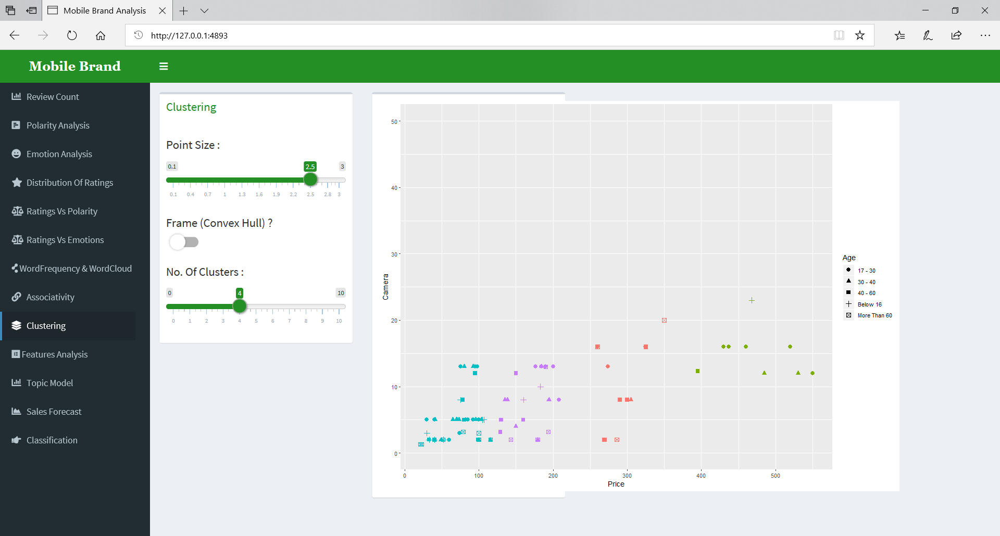 Mobile Brand Analysis
http://127.0.0.1:4893
Mobile Brand
Review Count
Polarity Analysis
Emotion Analysis
Distribution Of Ratings
Ratings Vs Polarity
Ratings Vs Emotions
WordFrequency & WordCloud
Associativity
Clustering
Features Analysis
Topic Model
Sales Forecast
Classification
Clustering
Point Size :
0.1 2.5 3
0.1 0.4 0.7 1 1.3 1.6 1.9 2.2 2.5 2.8 3
Frame (Convex Hull) ?
No. Of Clusters :
0 4 10
0 1 2 3 4 5 6 7 8 9 10
50
40
30
20
10
0
Camera
0 100 200 300 400 500
Price
Age
17 - 30
30 - 40
40 - 60
Below 16
More Than 60